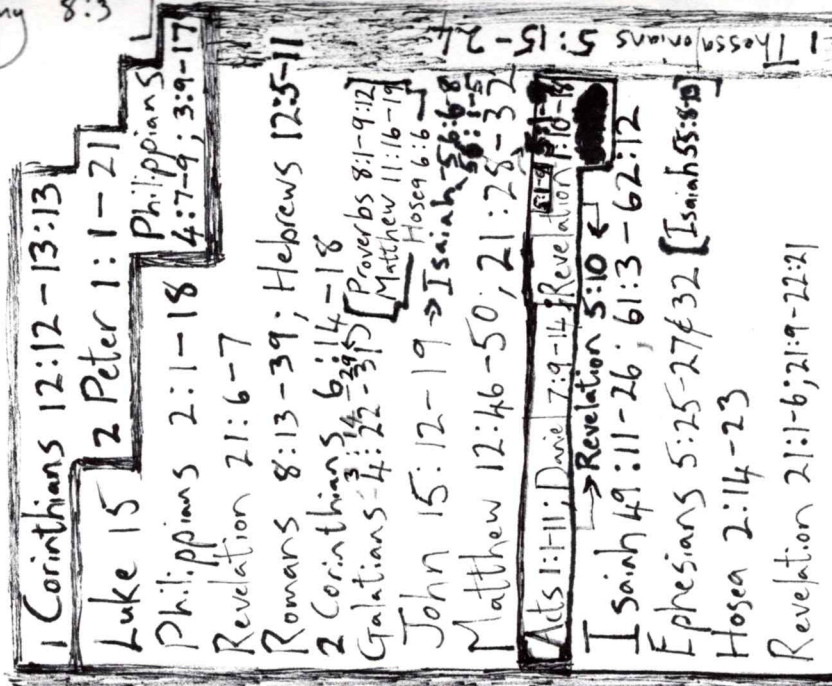 8:3
1 Thessalonians 5:15-24
1 Corinthians 12:12-13:13
Luke 15 2 Peter 1:1-21
Philippians 2:1-18 Philippians 4:7-9; 3:9-17
Revelation 21:6-7
Romans 8:13-39; Hebrews 12:5-11
2 Corinthians 6:14-18
3:14-29
Galatians 4:22-31 [Proverbs 8:1-9:12]
[Matthew 11:16-19]
Hosea 6:6]
John 15:12-19 → Isaiah
Matthew 12:46-50; 21:28-32
Acts 1:1-11; Daniel 7:9-14; Revelation 1:10-18
→ Revelation 5:10 ←
Isaiah 49:11-26; 61:3-62:12
Ephesians 5:25-27¢32 [Isaiah 55:8-13]
Hosea 2:14-23
Revelation 21:1-6; 21:9-22:21